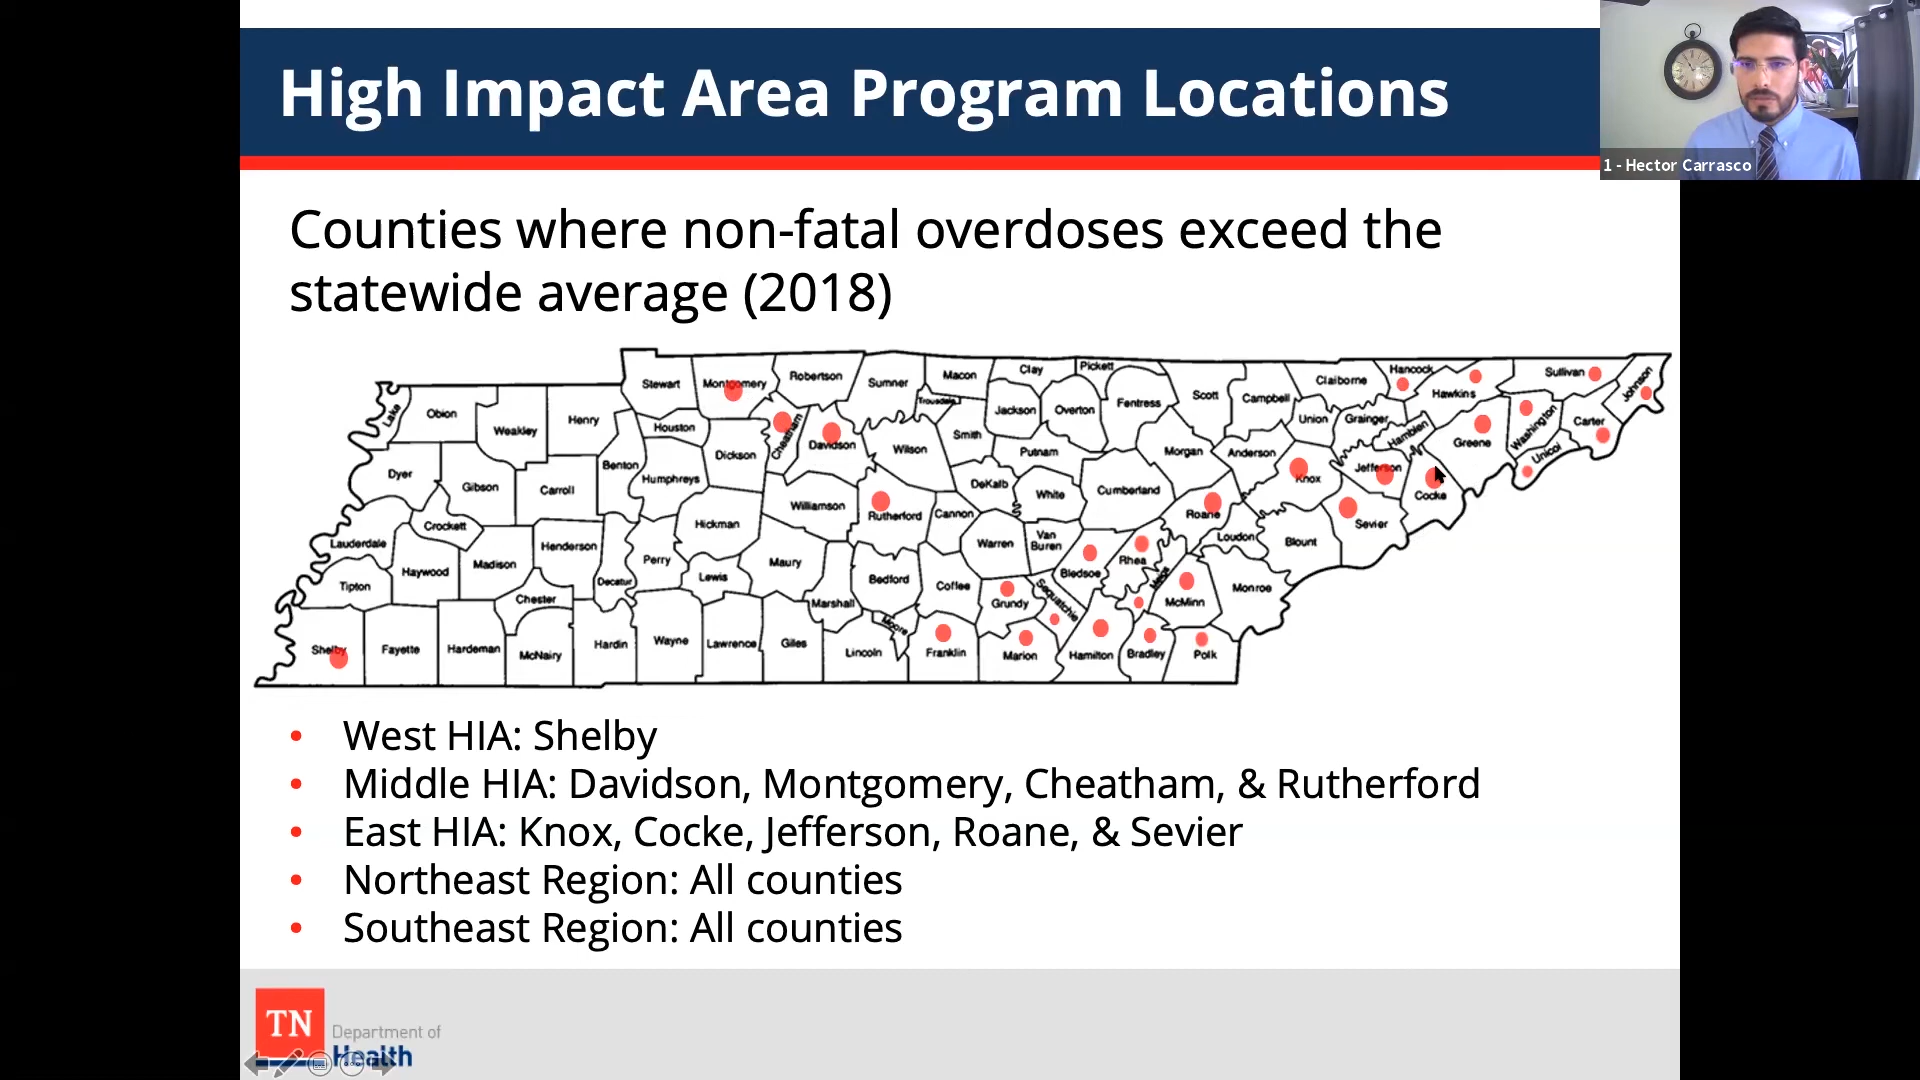 High Impact Area Program Locations
1 - Hector Carrasco
Counties where non-fatal overdoses exceed the
statewide average (2018)
Lake
Obion
Weakley
Henry
Stewart
Montgomery
Robertson
Sumner
Macon
Trousdale
Clay
Pickett
Jackson
Overton
Fentress
Scott
Campbell
Claiborne
Hancock
Hawkins
Sullivan
Johnson
Houston
Cheatham
Davidson
Wilson
Smith
Putnam
Morgan
Anderson
Union
Grainger
Hamblen
Greene
Washington
Carter
Unicoi
Dyer
Gibson
Carroll
Benton
Humphreys
Dickson
Williamson
Rutherford
Cannon
DeKalb
White
Cumberland
Roane
Knox
Jefferson
Cocke
Sevier
Crockett
Lauderdale
Haywood
Madison
Henderson
Decatur
Perry
Hickman
Lewis
Maury
Bedford
Coffee
Warren
Van
Buren
Bledsoe
Rhea
Meigs
Loudon
Blount
Monroe
McMinn
Tipton
Chester
Marshall
Moore
Grundy
Sequatchie
Shelby
Fayette
Hardeman
McNairy
Hardin
Wayne
Lawrence
Giles
Lincoln
Franklin
Marion
Hamilton
Bradley
Polk
• West HIA: Shelby
• Middle HIA: Davidson, Montgomery, Cheatham, & Rutherford
• East HIA: Knox, Cocke, Jefferson, Roane, & Sevier
• Northeast Region: All counties
• Southeast Region: All counties
TN
Department of
Health